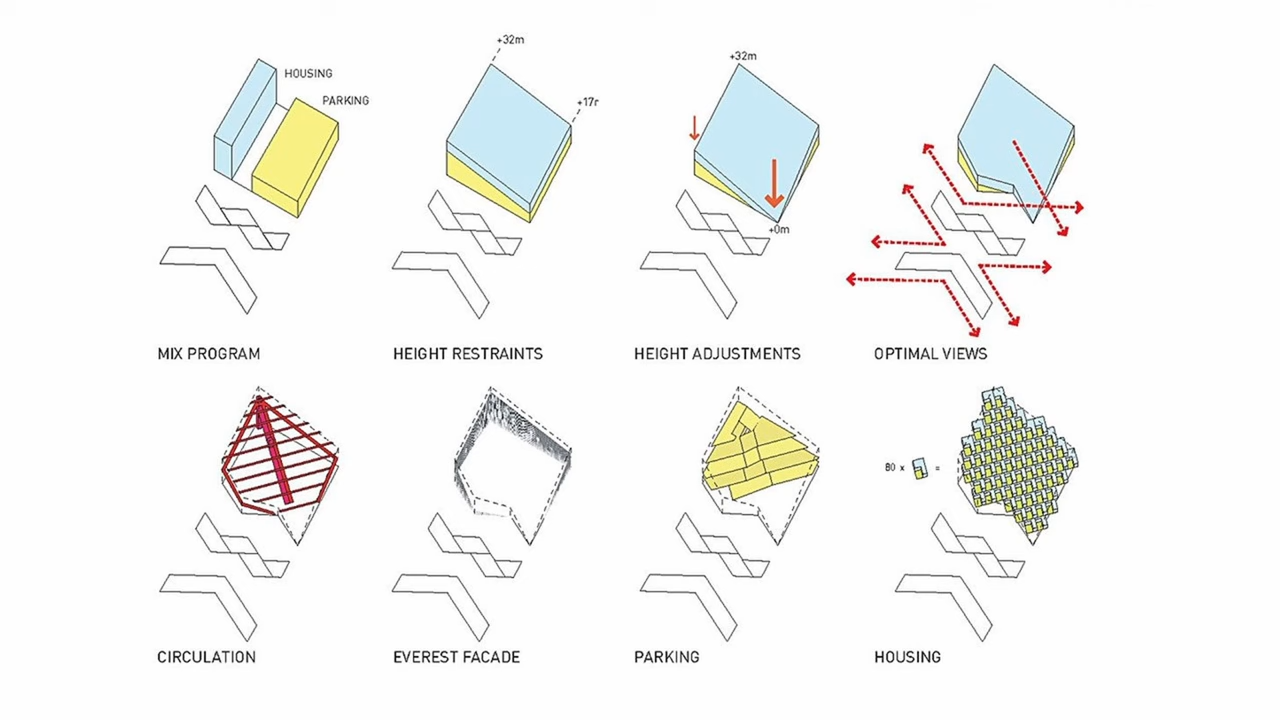 HOUSING
PARKING
+32m
+17r
+32m
+0m
MIX PROGRAM
HEIGHT RESTRAINTS
HEIGHT ADJUSTMENTS
OPTIMAL VIEWS
80 x =
CIRCULATION
EVEREST FACADE
PARKING
HOUSING